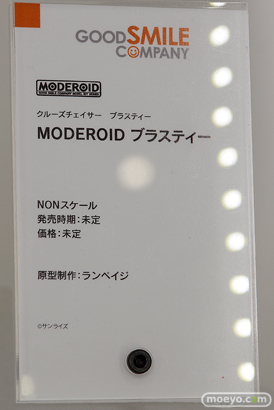 GOOD SMILE
COMPANY
MODEROID
クルーズチェイサー ブラスティー
MODEROID ブラスティー
NONスケール
発売時期:未定
価格:未定
原型制作:ランペイジ
©サンライズ
moeyo.com